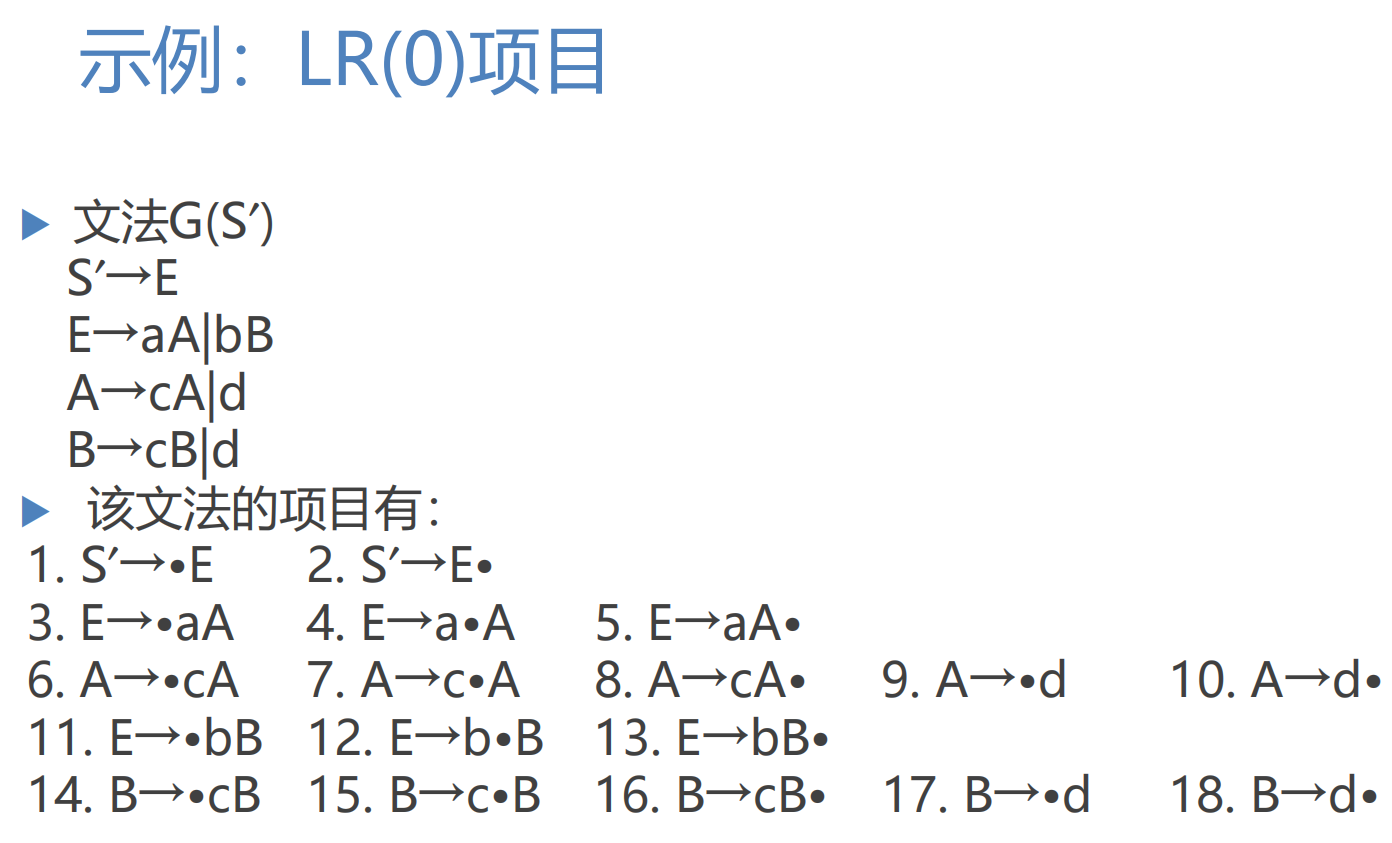 示例：LR(0)项目
文法G(S′)
S′→E
E→aA|bB
A→cA|d
B→cB|d
该文法的项目有：
1. S′→•E 2. S′→E•
3. E→•aA 4. E→a•A 5. E→aA•
6. A→•cA 7. A→c•A 8. A→cA• 9. A→•d 10. A→d•
11. E→•bB 12. E→b•B 13. E→bB•
14. B→•cB 15. B→c•B 16. B→cB• 17. B→•d 18. B→d•